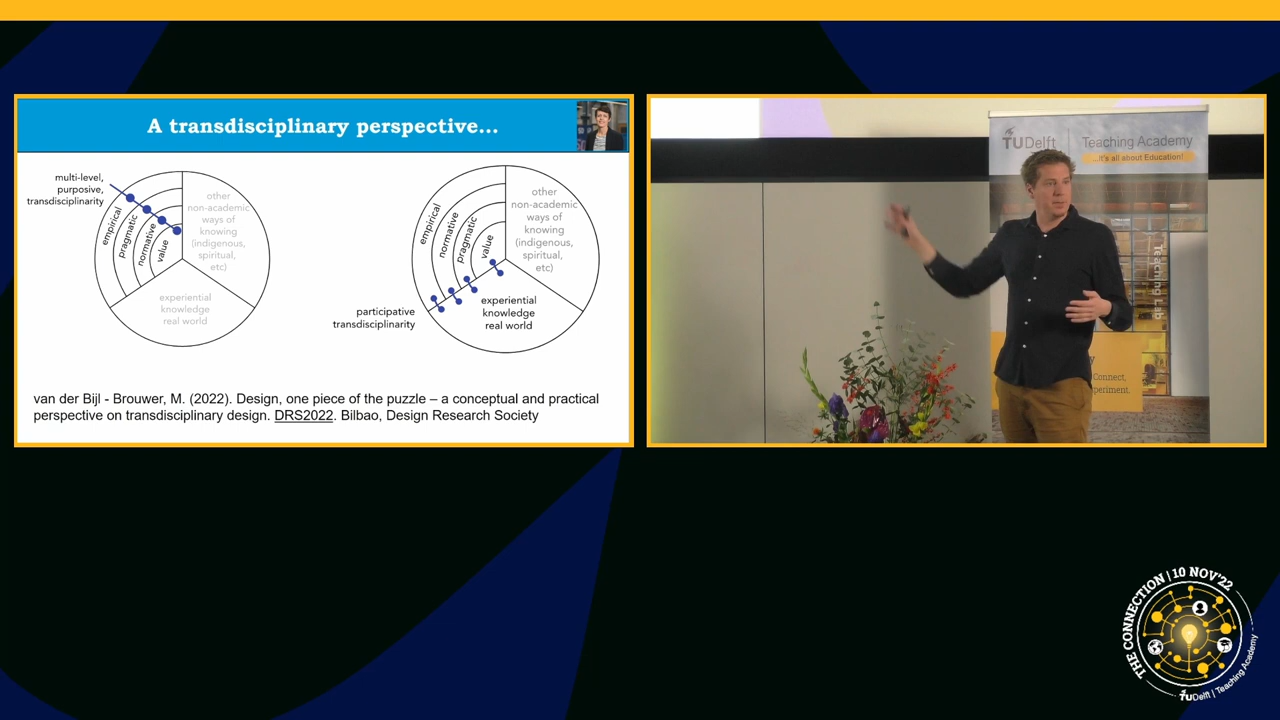 A transdisciplinary perspective...
multi-level,
purposive,
transdisciplinarity
empirical
pragmatic
normative
value
other
non-academic
ways of
knowing
(indigenous,
spiritual,
etc)
experiential
knowledge
real world
empirical
normative
pragmatic
value
other
non-academic
ways of
knowing
(indigenous,
spiritual,
etc)
participative
transdisciplinarity
experiential
knowledge
real world
van der Bijl - Brouwer, M. (2022). Design, one piece of the puzzle – a conceptual and practical
perspective on transdisciplinary design. DRS2022. Bilbao, Design Research Society
TUDelft
Teaching Academy
...it's all about Education!
Teaching Lab
Connect,
THE CONNECTION | 10 NOV'22
TUDelft | Teaching Academy